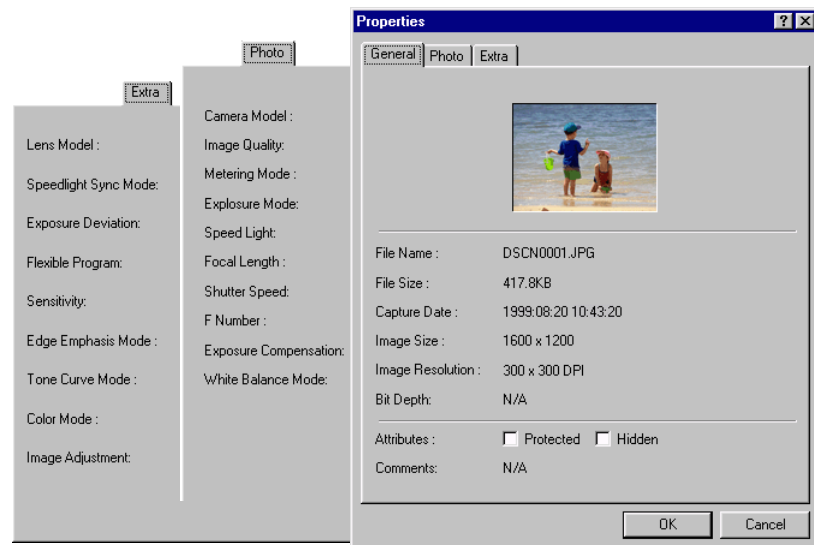 Extra
Lens Model :
Speedlight Sync Mode:
Exposure Deviation:
Flexible Program:
Sensitivity:
Edge Emphasis Mode :
Tone Curve Mode :
Color Mode :
Image Adjustment:
Photo
Camera Model :
Image Quality:
Metering Mode :
Explosure Mode:
Speed Light:
Focal Length :
Shutter Speed:
F Number :
Exposure Compensation:
White Balance Mode:
Properties
General Photo Extra
File Name : DSCN0001.JPG
File Size : 417.8KB
Capture Date : 1999:08:20 10:43:20
Image Size : 1600 x 1200
Image Resolution : 300 x 300 DPI
Bit Depth: N/A
Attributes : Protected Hidden
Comments: N/A
OK Cancel